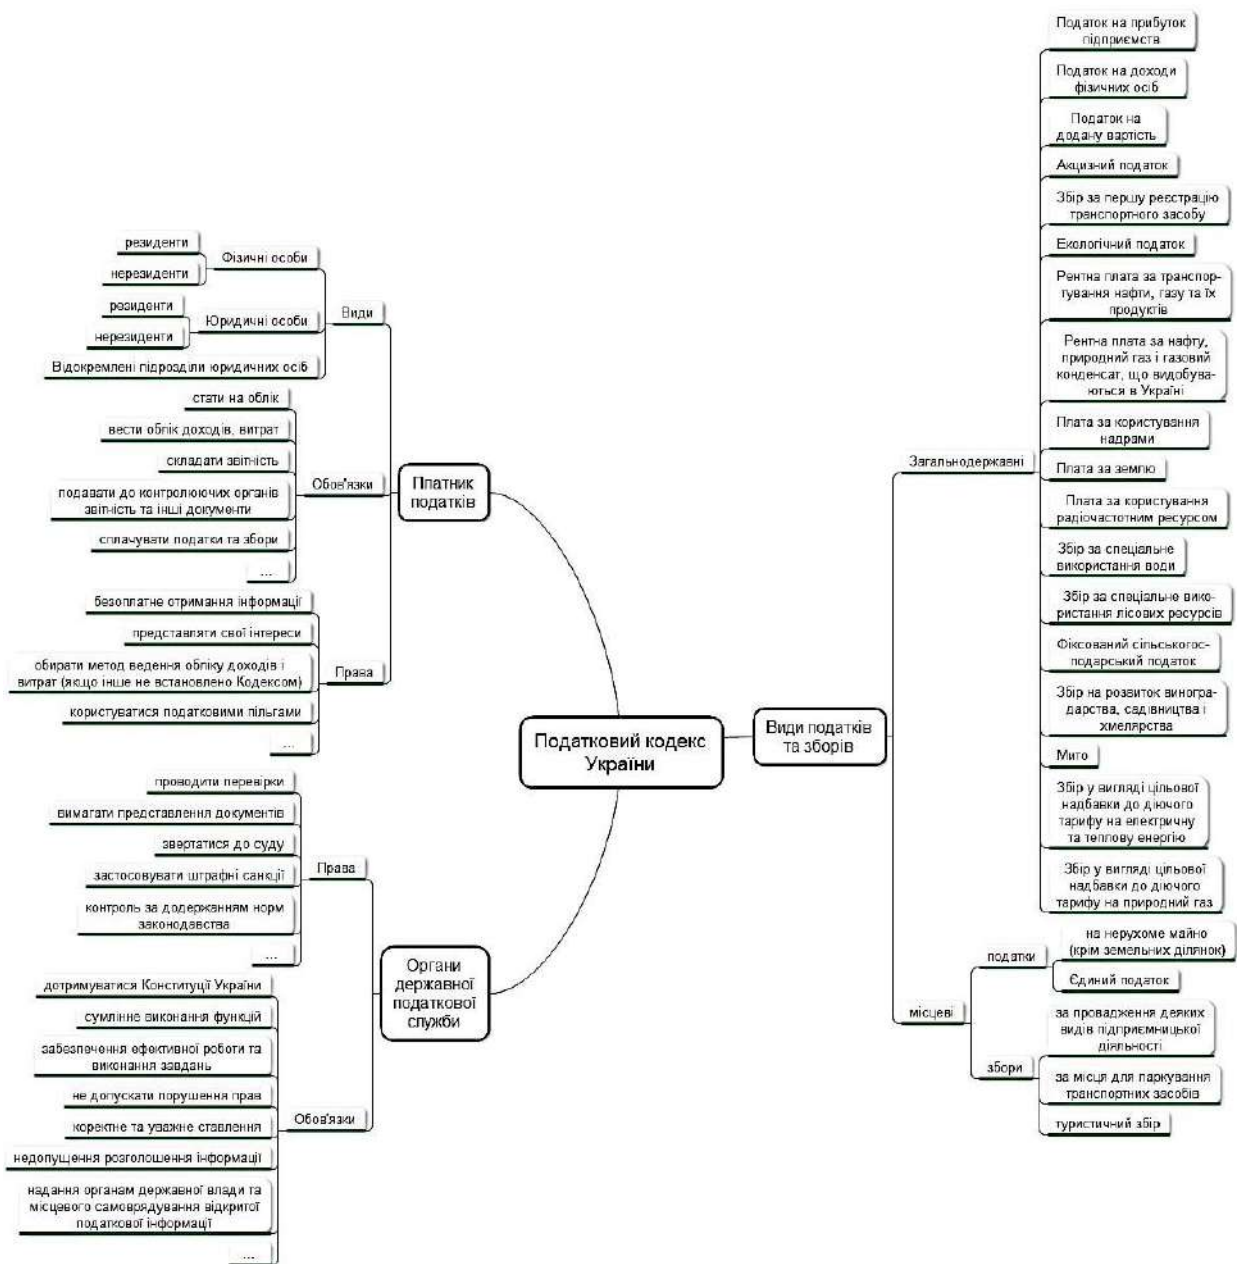 Податковий кодекс
України
Платник
податків
Види
Фізичні особи
резиденти
нерезиденти
Юридичні особи
резиденти
нерезиденти
Відокремлені підрозділи юридичних осіб
Обов'язки
стати на облік
вести облік доходів, витрат
складати звітність
подавати до контролюючих органів
звітність та інші документи
сплачувати податки та збори
...
Права
безоплатне отримання інформації
представляти свої інтереси
обирати метод ведення обліку доходів і
витрат (якщо інше не встановлено Кодексом)
користуватися податковими пільгами
...
Органи
державної
податкової
служби
Права
проводити перевірки
вимагати представлення документів
звертатися до суду
застосовувати штрафні санкції
контроль за додержанням норм
законодавства
...
Обов'язки
дотримуватися Конституції України
сумлінне виконання функцій
забезпечення ефективної роботи та
виконання завдань
не допускати порушення прав
коректне та уважне ставлення
недопущення розголошення інформації
надання органам державної влади та
місцевого самоврядування відкритої
податкової інформації
...
Види податків
та зборів
Загальнодержавні
Податок на прибуток
підприємств
Податок на доходи
фізичних осіб
Податок на
додану вартість
Акцизний податок
Збір за першу реєстрацію
транспортного засобу
Екологічний податок
Рентна плата за транспор-
тування нафти, газу та їх
продуктів
Рентна плата за нафту,
природний газ і газовий
конденсат, що видобува-
ються в Україні
Плата за користування
надрами
Плата за землю
Плата за користування
радіочастотним ресурсом
Збір за спеціальне
використання води
Збір за спеціальне вико-
ристання лісових ресурсів
Фіксований сільськогос-
подарський податок
Збір на розвиток виногра-
дарства, садівництва і
хмелярства
Мито
Збір у вигляді цільової
надбавки до діючого
тарифу на електричну
та теплову енергію
Збір у вигляді цільової
надбавки до діючого
тарифу на природний газ
місцеві
податки
на нерухоме майно
(крім земельних ділянок)
Єдиний податок
збори
за провадження деяких
видів підприємницької
діяльності
за місця для паркування
транспортних засобів
туристичний збір